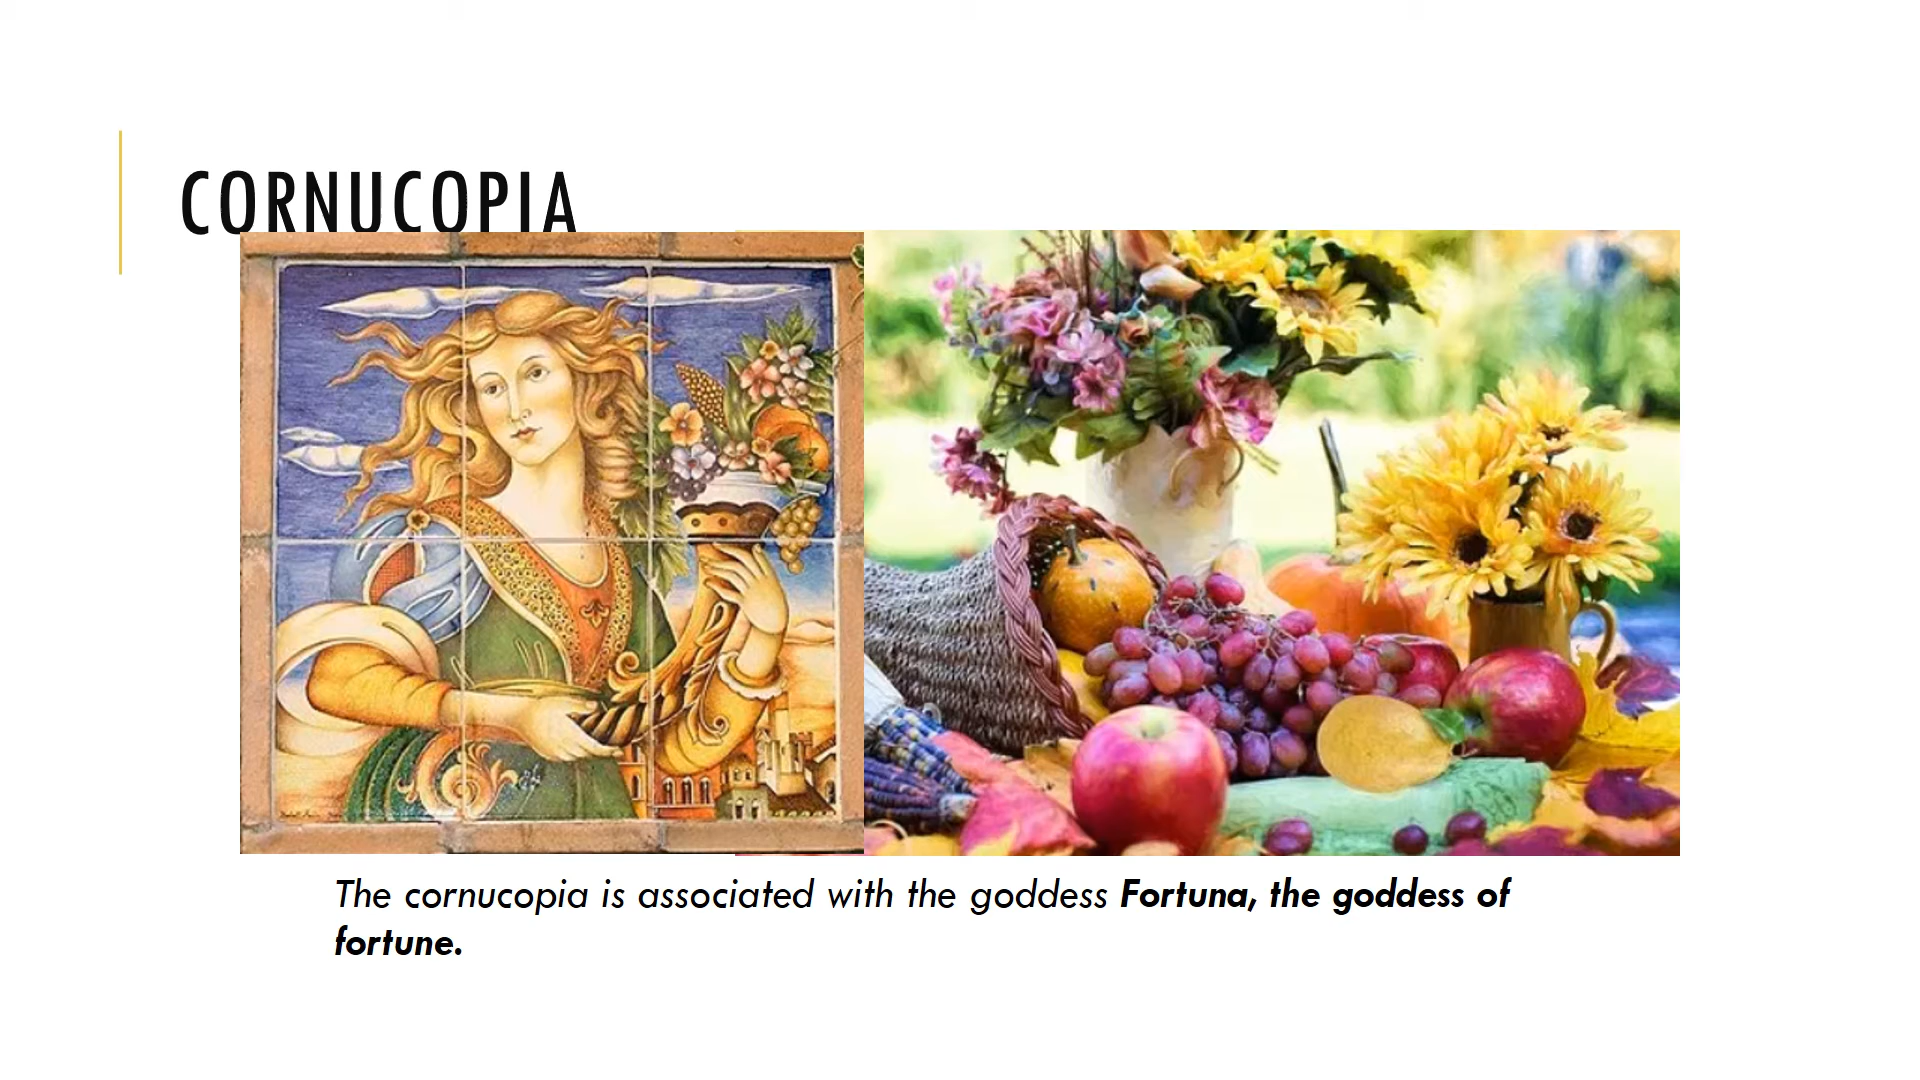 CORNUCOPIA
The cornucopia is associated with the goddess Fortuna, the goddess of
fortune.